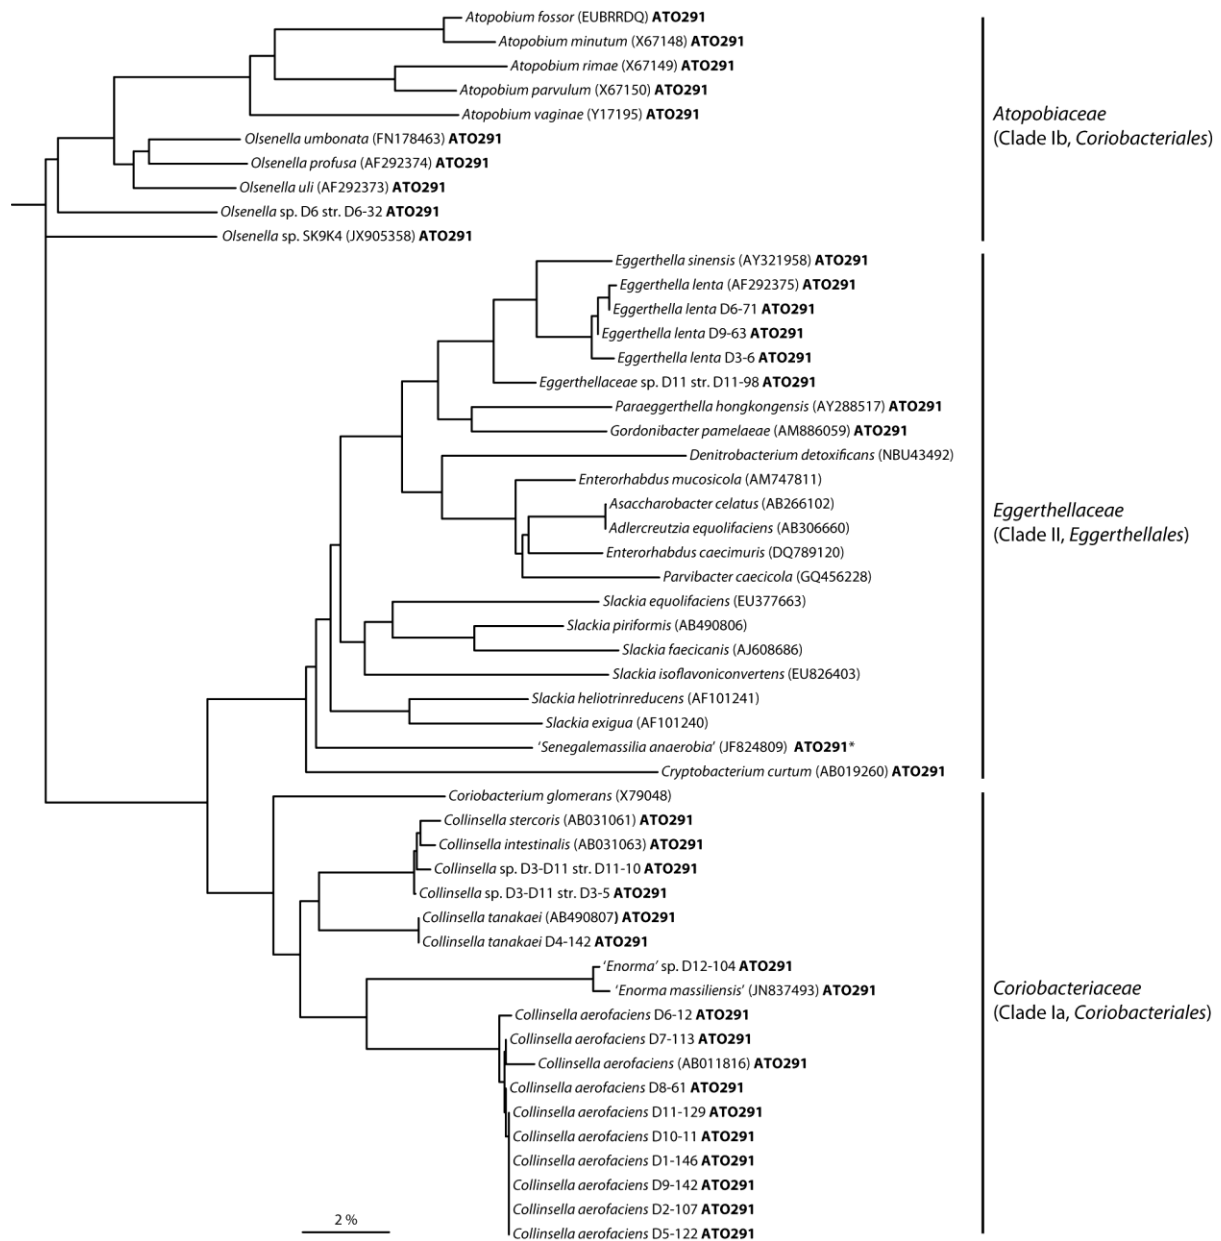 Atopobium fossor (EUBRRDQ) ATO291
Atopobium minutum (X67148) ATO291
Atopobium rimae (X67149) ATO291
Atopobium parvulum (X67150) ATO291
Atopobium vaginae (Y17195) ATO291
Olsenella umbonata (FN178463) ATO291
Olsenella profusa (AF292374) ATO291
Olsenella uli (AF292373) ATO291
Olsenella sp. D6 str. D6-32 ATO291
Olsenella sp. SK9K4 (JX905358) ATO291
Atopobiaceae
(Clade Ib, Coriobacteriales)
Eggerthella sinensis (AY321958) ATO291
Eggerthella lenta (AF292375) ATO291
Eggerthella lenta D6-71 ATO291
Eggerthella lenta D9-63 ATO291
Eggerthella lenta D3-6 ATO291
Eggerthellaceae sp. D11 str. D11-98 ATO291
Paraeggerthella hongkongensis (AY288517) ATO291
Gordonibacter pamelaeae (AM886059) ATO291
Denitrobacterium detoxificans (NBU43492)
Enterorhabdus mucosicola (AM747811)
Asaccharobacter celatus (AB266102)
Adlercreutzia equolifaciens (AB306660)
Enterorhabdus caecimuris (DQ789120)
Parvibacter caecicola (GQ456228)
Slackia equolifaciens (EU377663)
Slackia piriformis (AB490806)
Slackia faecicanis (AJ608686)
Slackia isoflavoniconvertens (EU826403)
Slackia heliotrinreducens (AF101241)
Slackia exigua (AF101240)
‘Senegalemassilia anaerobia’ (JF824809) ATO291*
Cryptobacterium curtum (AB019260) ATO291
Eggerthellaceae
(Clade II, Eggerthellales)
Coriobacterium glomerans (X79048)
Collinsella stercoris (AB031061) ATO291
Collinsella intestinalis (AB031063) ATO291
Collinsella sp. D3-D11 str. D11-10 ATO291
Collinsella sp. D3-D11 str. D3-5 ATO291
Collinsella tanakaei (AB490807) ATO291
Collinsella tanakaei D4-142 ATO291
‘Enorma’ sp. D12-104 ATO291
‘Enorma massiliensis’ (JN837493) ATO291
Collinsella aerofaciens D6-12 ATO291
Collinsella aerofaciens D7-113 ATO291
Collinsella aerofaciens (AB011816) ATO291
Collinsella aerofaciens D8-61 ATO291
Collinsella aerofaciens D11-129 ATO291
Collinsella aerofaciens D10-11 ATO291
Collinsella aerofaciens D1-146 ATO291
Collinsella aerofaciens D9-142 ATO291
Collinsella aerofaciens D2-107 ATO291
Collinsella aerofaciens D5-122 ATO291
Coriobacteriaceae
(Clade Ia, Coriobacteriales)
2 %